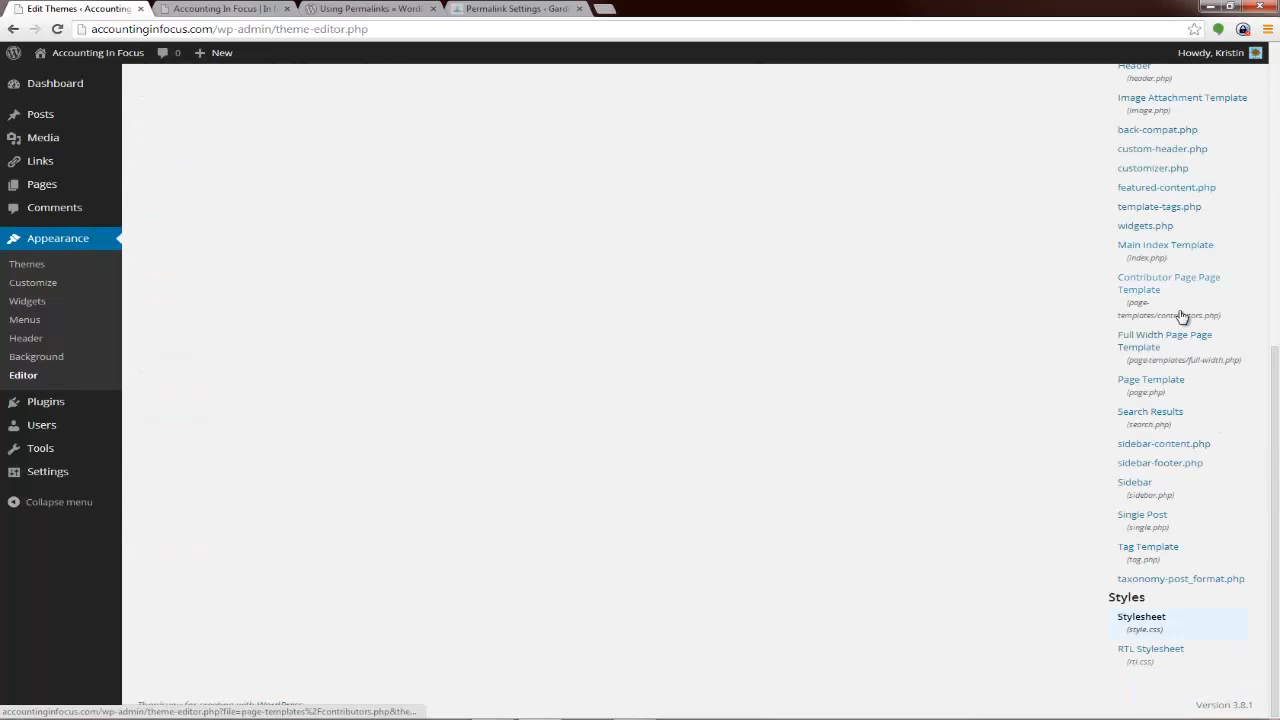 Edit Themes ‹ Accounting
Accounting In Focus | In F
Using Permalinks « WordP
Permalink Settings ‹ Gard
accountinginfocus.com/wp-admin/theme-editor.php
Accounting In Focus
0
New
Howdy, Kristin
Dashboard
Posts
Media
Links
Pages
Comments
Appearance
Themes
Customize
Widgets
Menus
Header
Background
Editor
Plugins
Users
Tools
Settings
Collapse menu
Header
(header.php)
Image Attachment Template
(image.php)
back-compat.php
custom-header.php
customizer.php
featured-content.php
template-tags.php
widgets.php
Main Index Template
(index.php)
Contributor Page Page
Template
(page-
Full Width Page Page
Template
(page-templates/full-width.php)
Page Template
(page.php)
Search Results
(search.php)
sidebar-content.php
sidebar-footer.php
Sidebar
(sidebar.php)
Single Post
(single.php)
Tag Template
(tag.php)
taxonomy-post_format.php
Styles
Stylesheet
(style.css)
RTL Stylesheet
(rtl.css)
Thank you for creating with WordPress.
accountinginfocus.com/wp-admin/theme-editor.php?file=page-templates%2Fcontributors.php&the...
Version 3.8.1